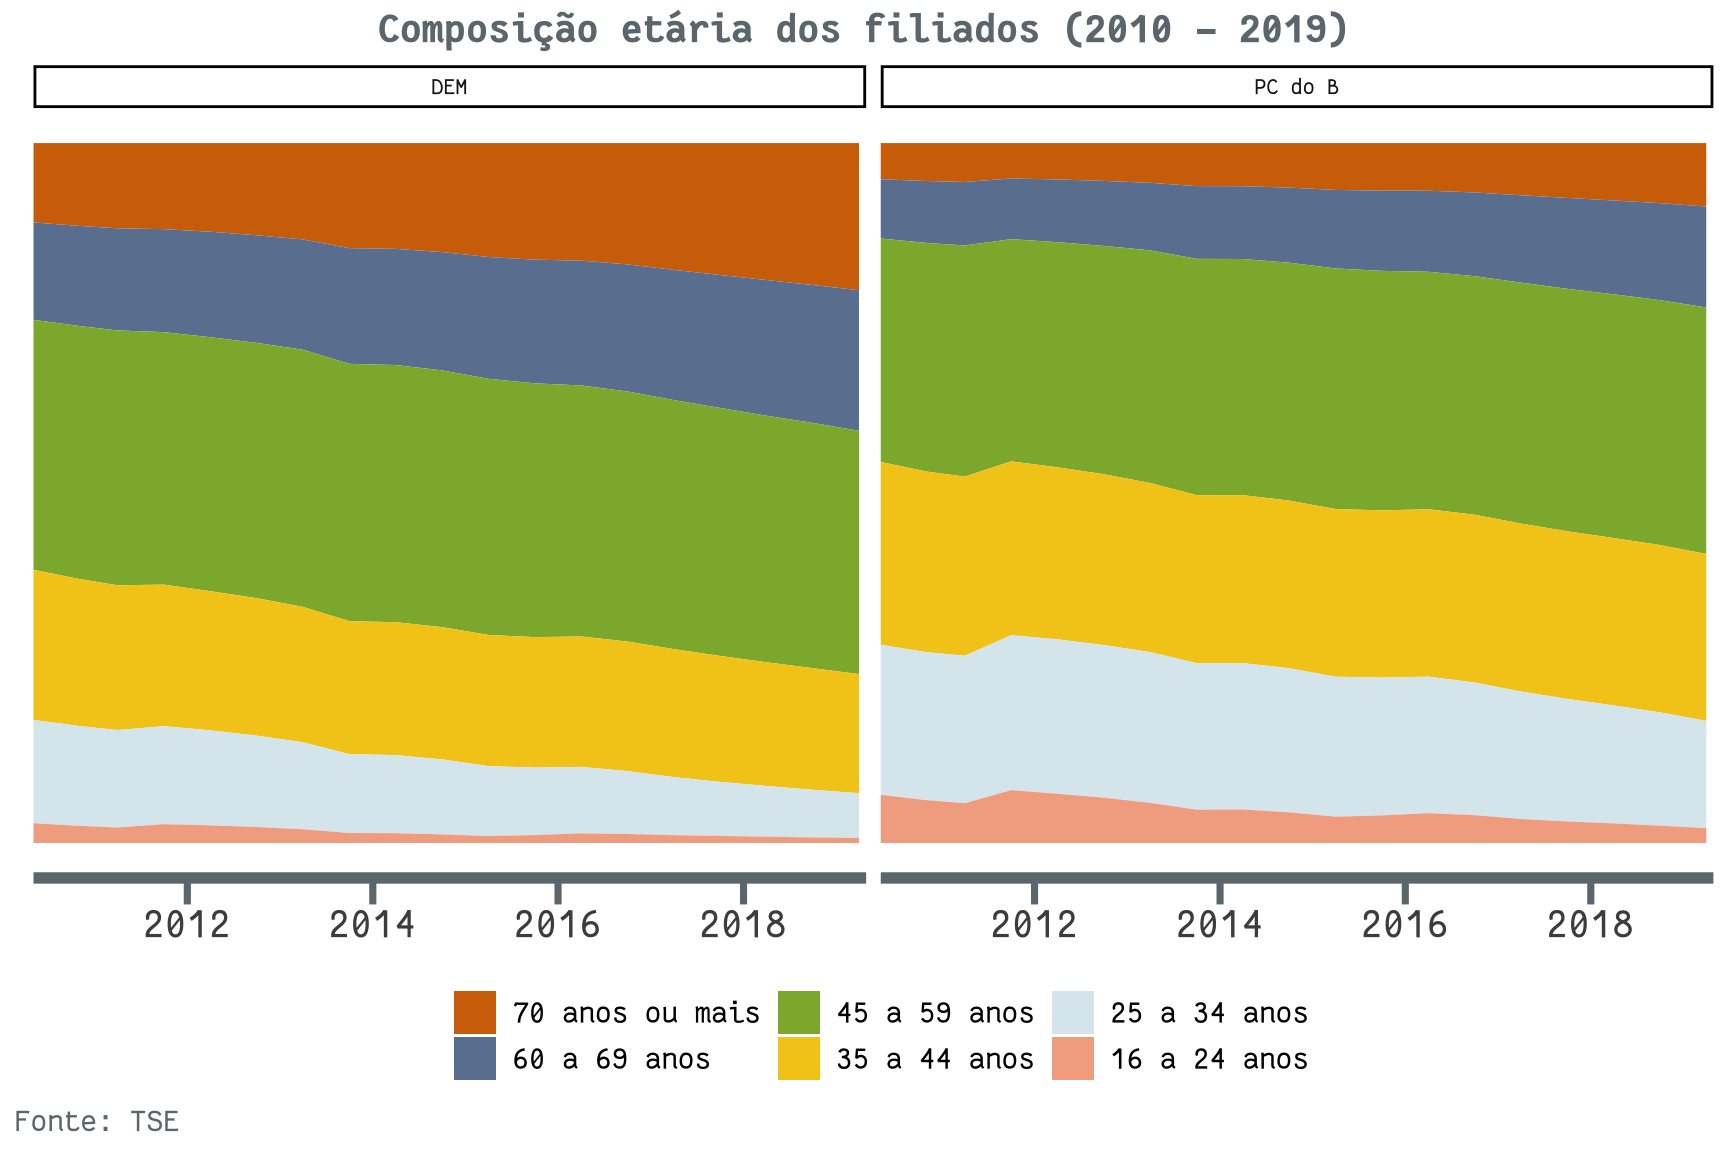 Composição etária dos filiados (2010 – 2019)
DEM
PC do B
2012 2014 2016 2018
2012 2014 2016 2018
70 anos ou mais
60 a 69 anos
45 a 59 anos
35 a 44 anos
25 a 34 anos
16 a 24 anos
Fonte: TSE